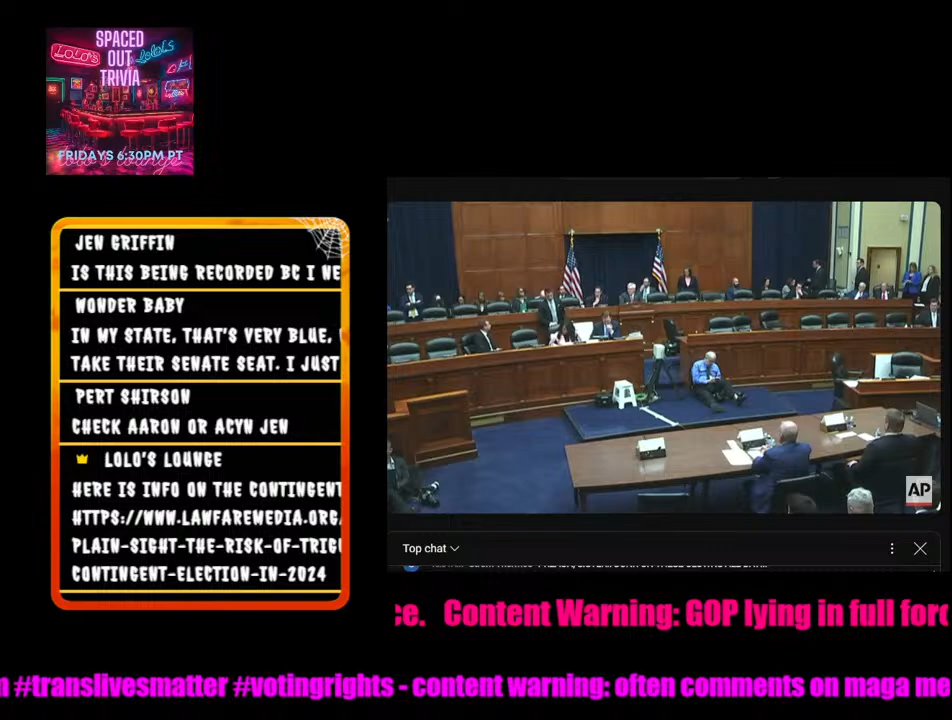 SPACED
OUT
TRIVIA
LOLO'S
LOLO'S
FRIDAYS 6:30PM PT
lolo's lounge
JEN GRIFFIN
IS THIS BEING RECORDED BC I NE
WONDER BABY
IN MY STATE, THAT'S VERY BLUE,
TAKE THEIR SENATE SEAT. I JUST
PERT SHIRSON
CHECK AARON OR ACYN JEN
LOLO'S LOUNGE
HERE IS INFO ON THE CONTINGENT
HTTPS://WWW.LAWFAREMEDIA.ORG/
PLAIN-SIGHT-THE-RISK-OF-TRIG
CONTINGENT-ELECTION-IN-2024
AP
Top chat
ce. Content Warning: GOP lying in full forc
n #translivesmatter #votingrights - content warning: often comments on maga me